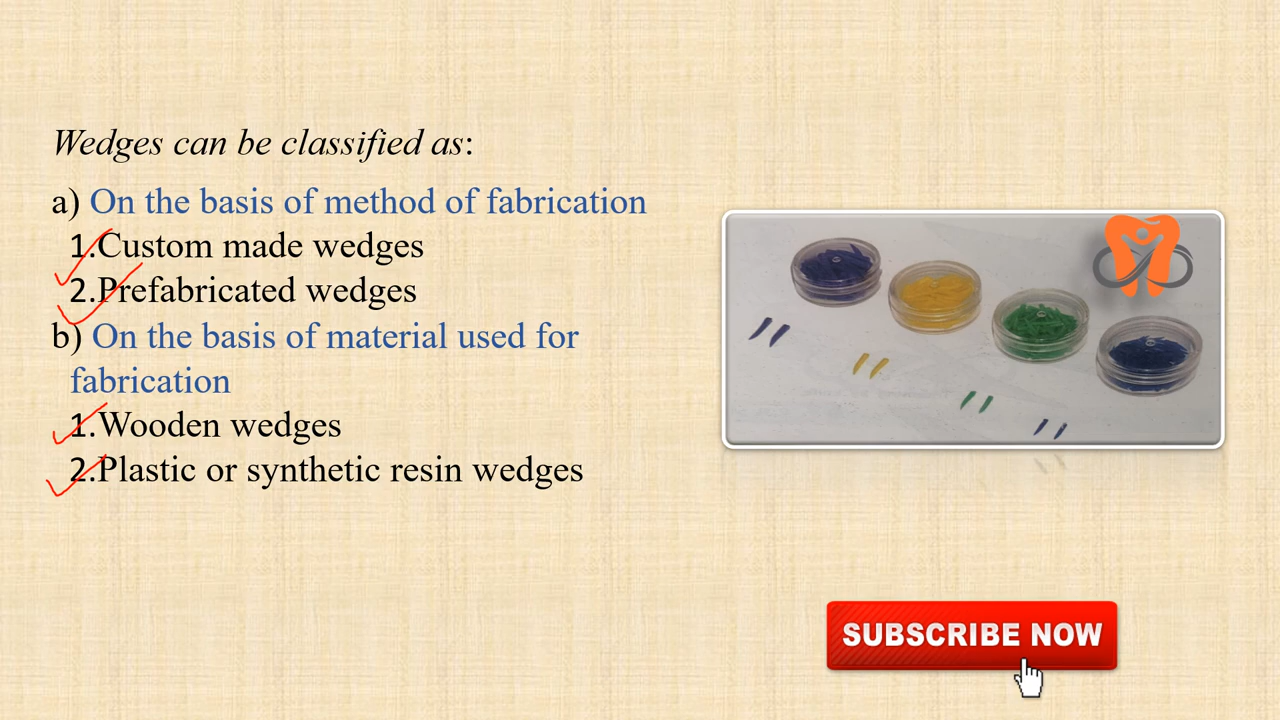 Wedges can be classified as:
a) On the basis of method of fabrication
1.Custom made wedges
2.Prefabricated wedges
b) On the basis of material used for
fabrication
1.Wooden wedges
2.Plastic or synthetic resin wedges
SUBSCRIBE NOW